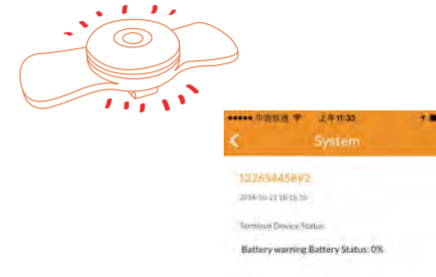 中国联通 上午11:33
System
13265445892
2014-10-21 16:15:10
Terminal Device Status:
Battery warning Battery Status: 0%